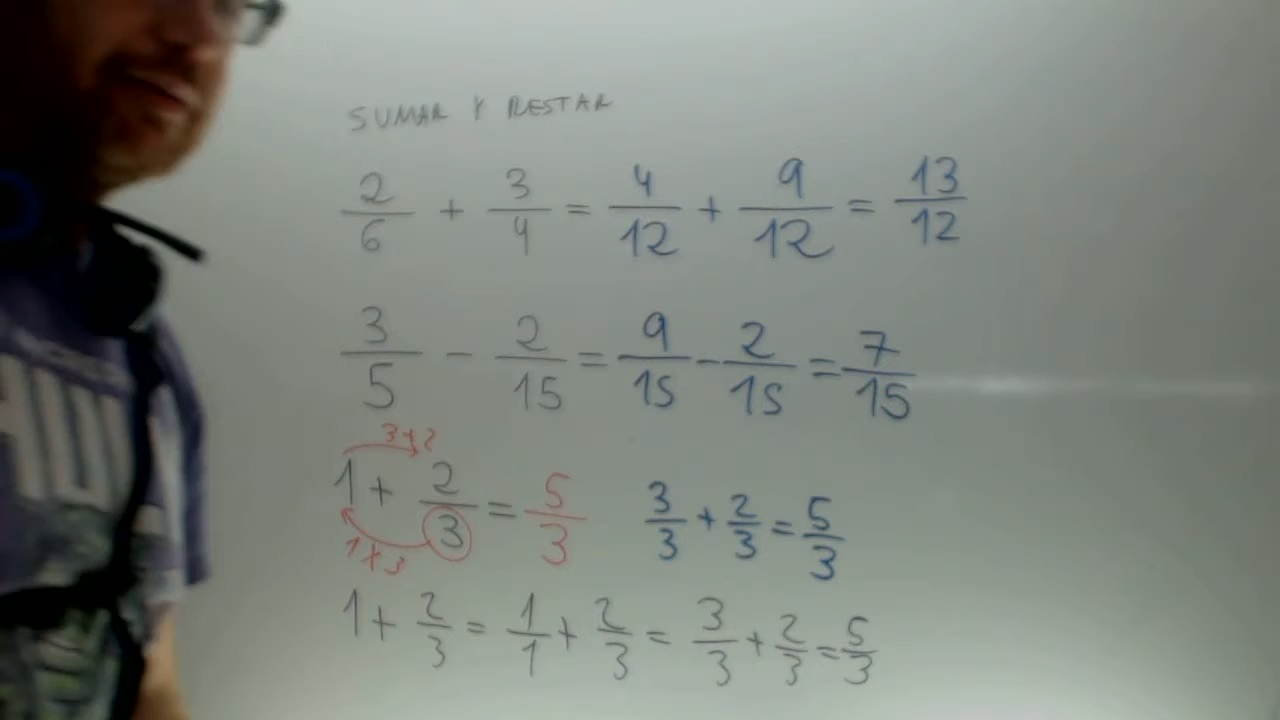 SUMAR Y RESTAR
2/6 + 3/4 = 4/12 + 9/12 = 13/12
3/5 - 2/15 = 9/15 - 2/15 = 7/15
3+2
1 + 2/3 = 5/3 3/3 + 2/3 = 5/3
1×3
1 + 2/3 = 1/1 + 2/3 = 3/3 + 2/3 = 5/3